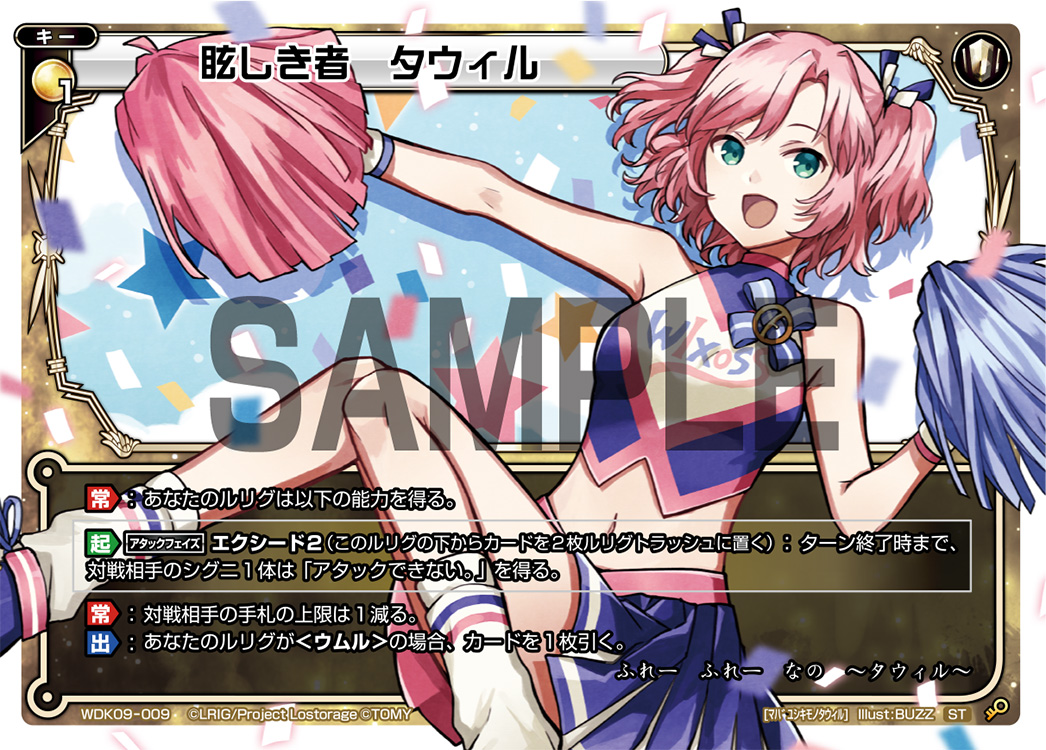 キー
1
眩しき者　タウィル
WIXOSS
SAMPLE
常：あなたのルリグは以下の能力を得る。
起 アタックフェイズ エクシード2（このルリグの下からカードを2枚ルリグトラッシュに置く）：ターン終了時まで、
対戦相手のシグニ1体は「アタックできない。」を得る。
常：対戦相手の手札の上限は1減る。
出：あなたのルリグが＜ウムル＞の場合、カードを1枚引く。
ふれー　ふれー　なの　～タウィル～
WDK09-009 ©LRIG/Project Lostorage ©TOMY
[マバユシキモノタウィル] Illust:BUZZ ST